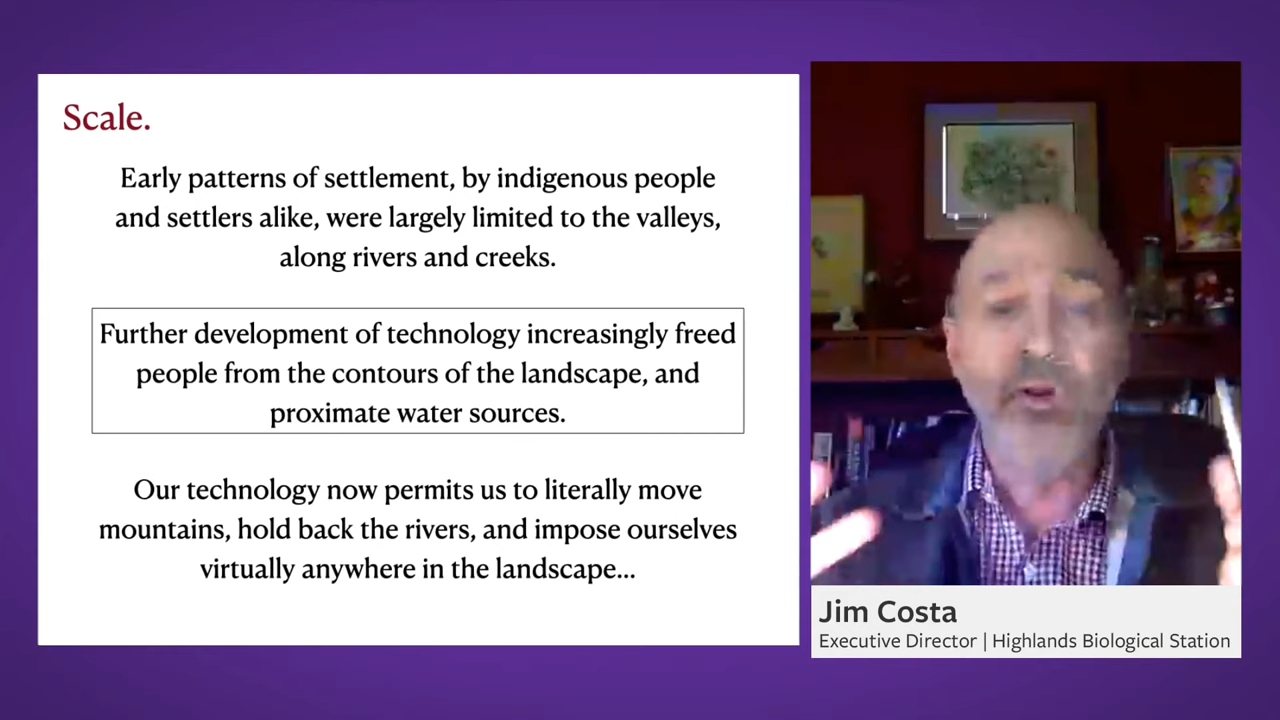 Scale.
Early patterns of settlement, by indigenous people
and settlers alike, were largely limited to the valleys,
along rivers and creeks.
Further development of technology increasingly freed
people from the contours of the landscape, and
proximate water sources.
Our technology now permits us to literally move
mountains, hold back the rivers, and impose ourselves
virtually anywhere in the landscape...
Jim Costa
Executive Director | Highlands Biological Station